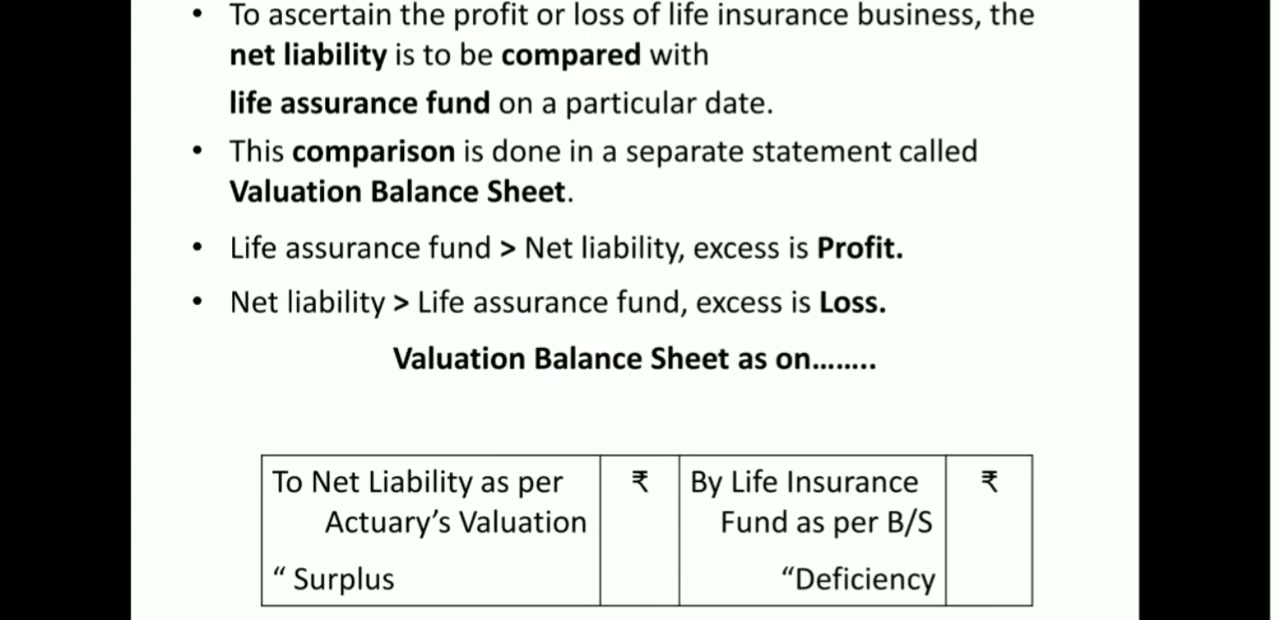 • To ascertain the profit or loss of life insurance business, the
net liability is to be compared with
life assurance fund on a particular date.
• This comparison is done in a separate statement called
Valuation Balance Sheet.
• Life assurance fund > Net liability, excess is Profit.
• Net liability > Life assurance fund, excess is Loss.
Valuation Balance Sheet as on........
To Net Liability as per ₹ By Life Insurance ₹
Actuary’s Valuation Fund as per B/S
“ Surplus “Deficiency